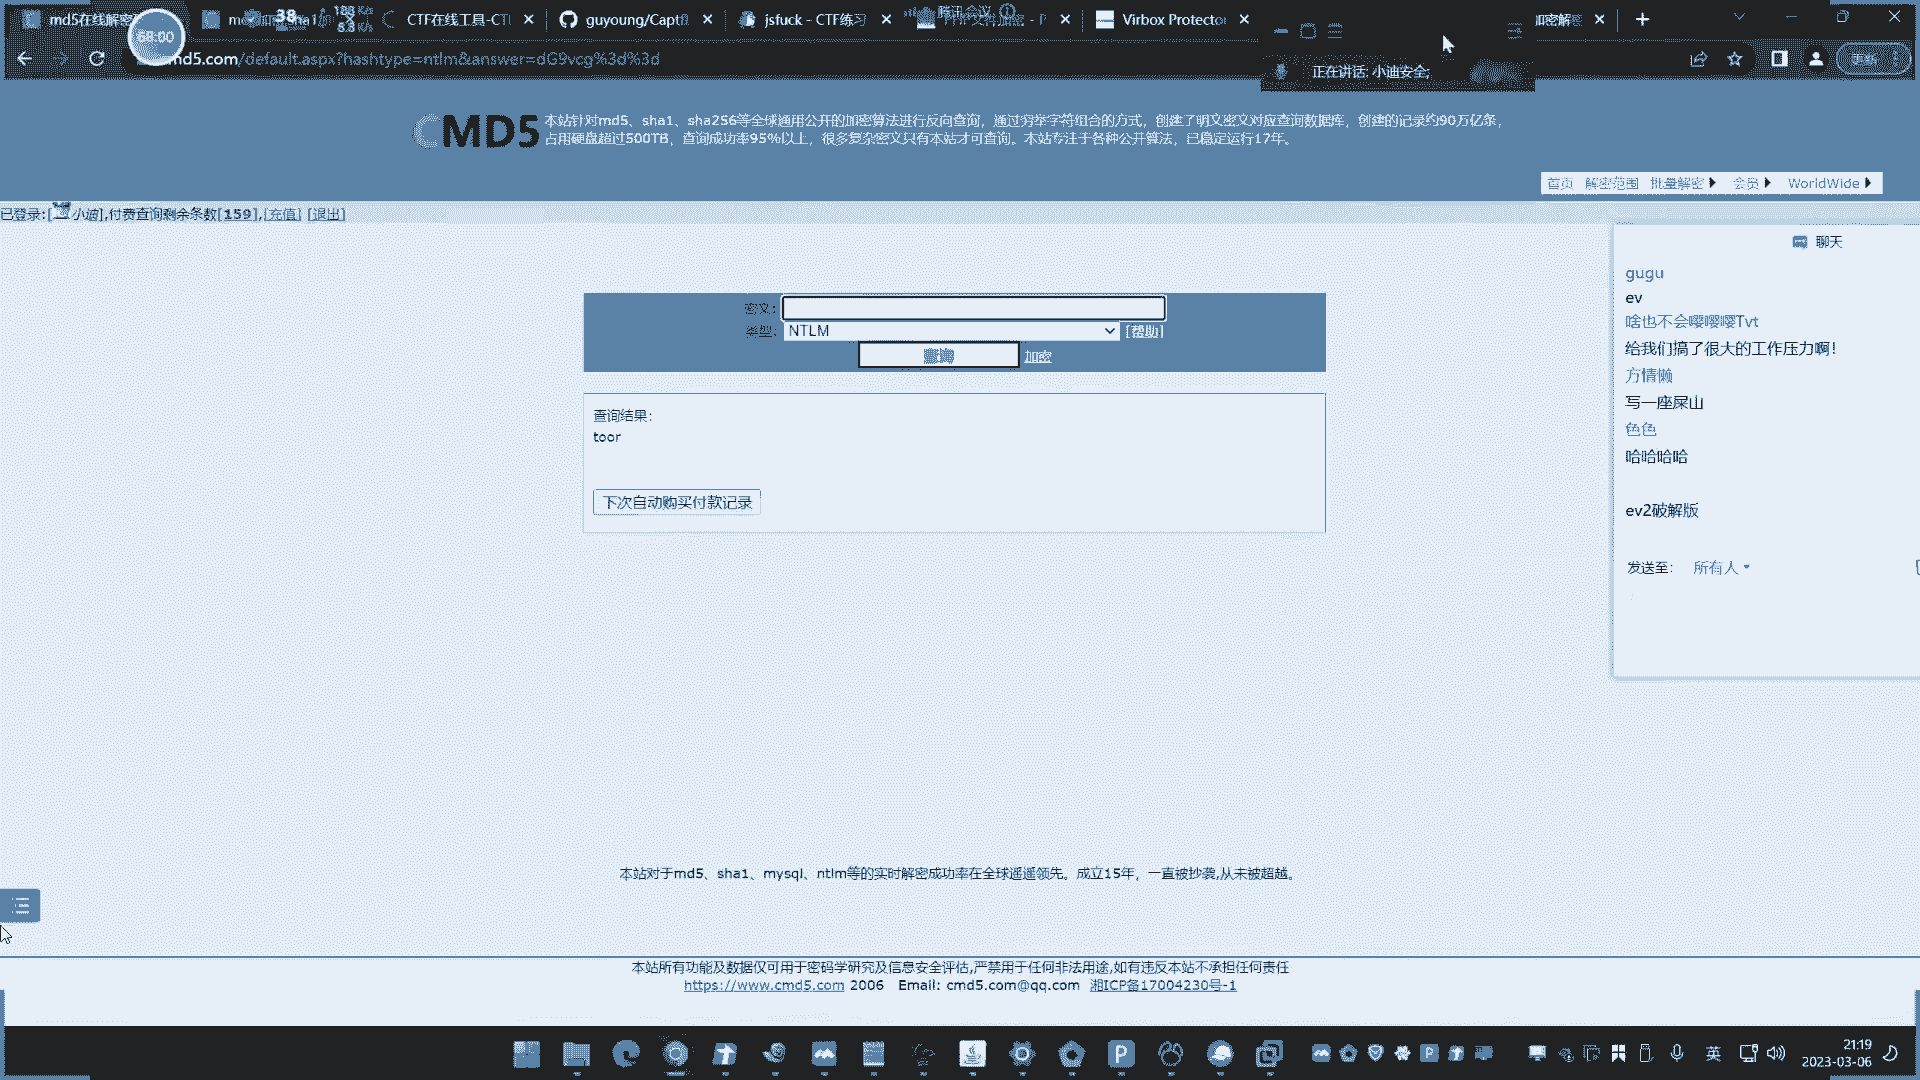 md5在线解密
38
188 K/s
8.8 K/s
CTF在线工具-CT
guyoung/Captf
jsfuck - CTF练习
腾讯会议
PHP文件加密 - P
Virbox Protector
加密解密
68:00
md5.com/default.aspx?hashtype=ntlm&answer=dG9vcg%3d%3d
正在讲话: 小迪安全;
更新
CMD5
本站针对md5、sha1、sha256等全球通用公开的加密算法进行反向查询，通过穷举字符组合的方式，创建了明文密文对应查询数据库，创建的记录约90万亿条，
占用硬盘超过500TB，查询成功率95%以上，很多复杂密文只有本站才可查询。本站专注于各种公开算法，已稳定运行17年。
首页 解密范围 批量解密 会员 WorldWide
已登录:[小迪],付费查询剩余条数[159],[充值] [退出]
聊天
gugu
ev
啥也不会嘤嘤嘤Tvt
给我们搞了很大的工作压力啊！
方情懒
写一座屎山
色色
哈哈哈哈
ev2破解版
发送至： 所有人
密文:
类型: NTLM [帮助]
查询 加密
查询结果：
toor
下次自动购买付款记录
本站对于md5、sha1、mysql、ntlm等的实时解密成功率在全球遥遥领先。成立15年，一直被抄袭,从未被超越。
本站所有功能及数据仅可用于密码学研究及信息安全评估,严禁用于任何非法用途,如有违反本站不承担任何责任
https://www.cmd5.com 2006 Email: cmd5.com@qq.com 湘ICP备17004230号-1
英
21:19
2023-03-06